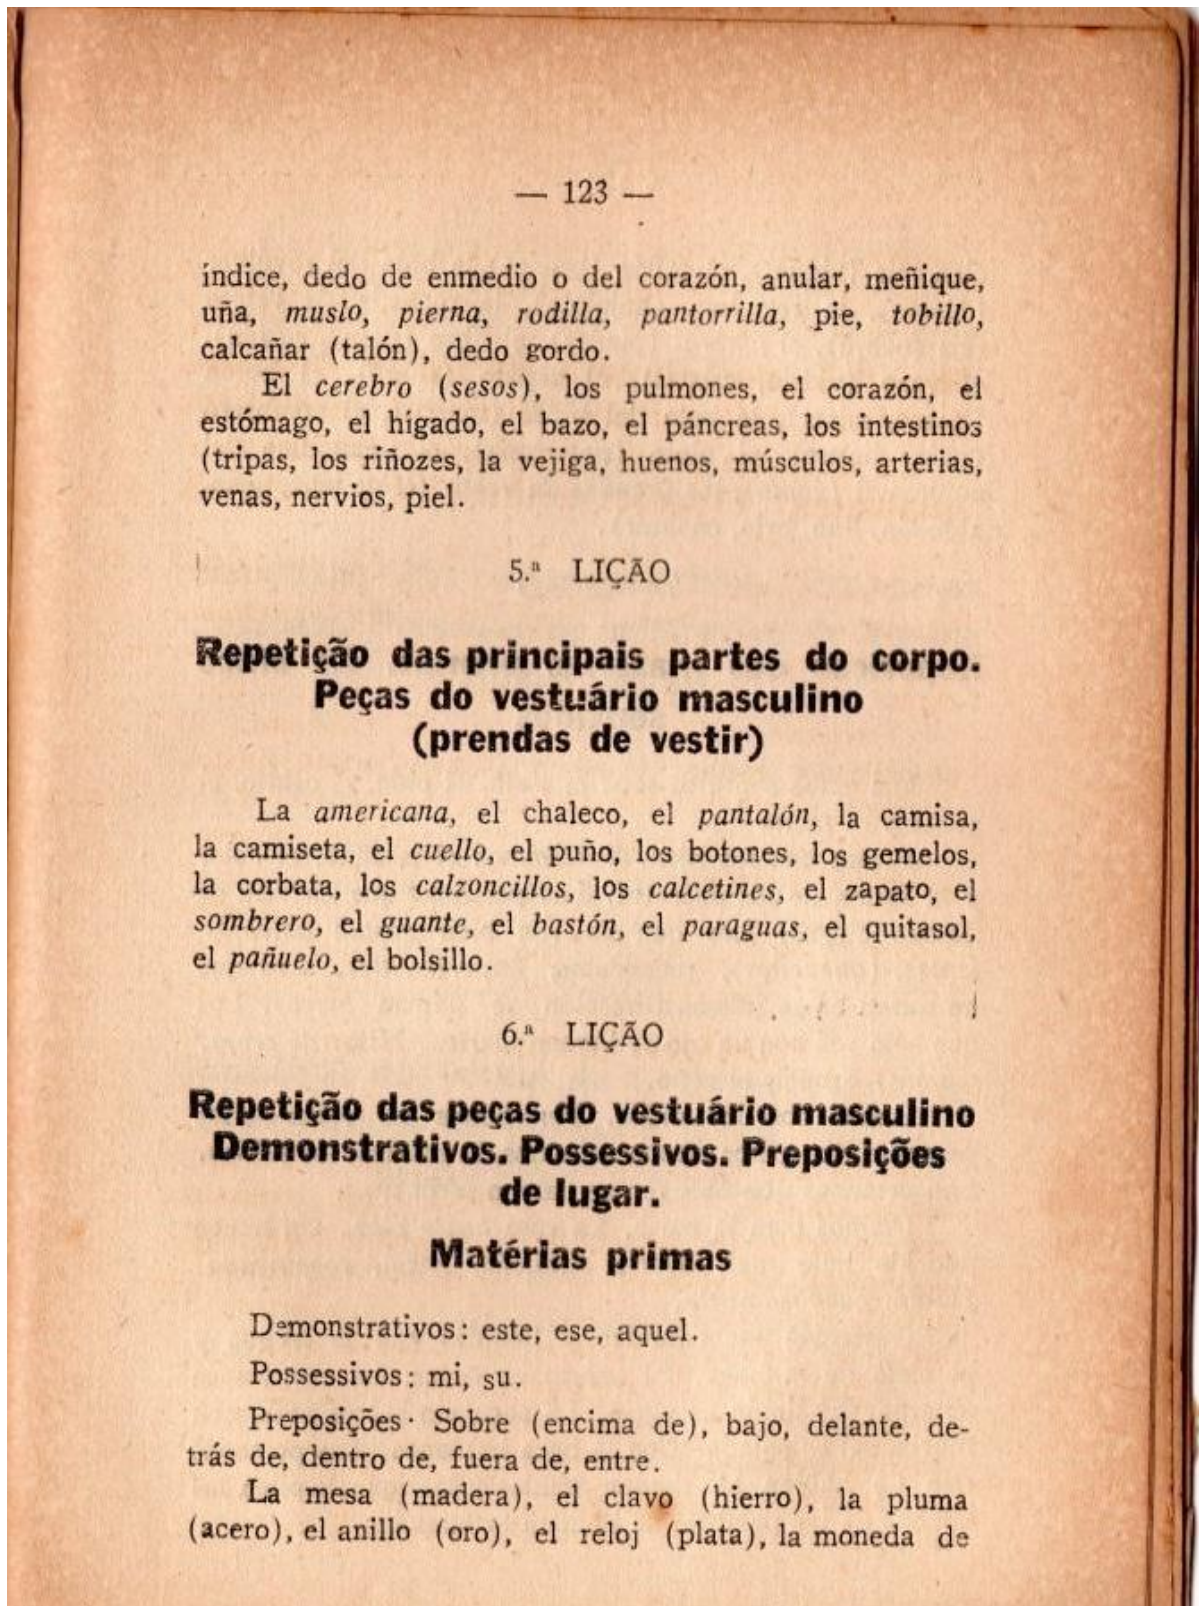 — 123 —
índice, dedo de enmedio o del corazón, anular, meñique,
uña, muslo, pierna, rodilla, pantorrilla, pie, tobillo,
calcañar (talón), dedo gordo.
El cerebro (sesos), los pulmones, el corazón, el
estómago, el hígado, el bazo, el páncreas, los intestinos
(tripas, los riñozes, la vejiga, huenos, músculos, arterias,
venas, nervios, piel.
5.ª LIÇÃO
Repetição das principais partes do corpo.
Peças do vestuário masculino
(prendas de vestir)
La americana, el chaleco, el pantalón, la camisa,
la camiseta, el cuello, el puño, los botones, los gemelos,
la corbata, los calzoncillos, los calcetines, el zapato, el
sombrero, el guante, el bastón, el paraguas, el quitasol,
el pañuelo, el bolsillo.
6.ª LIÇÃO
Repetição das peças do vestuário masculino
Demonstrativos. Possessivos. Preposições
de lugar.
Matérias primas
Demonstrativos: este, ese, aquel.
Possessivos: mi, su.
Preposições· Sobre (encima de), bajo, delante, de-
trás de, dentro de, fuera de, entre.
La mesa (madera), el clavo (hierro), la pluma
(acero), el anillo (oro), el reloj (plata), la moneda de